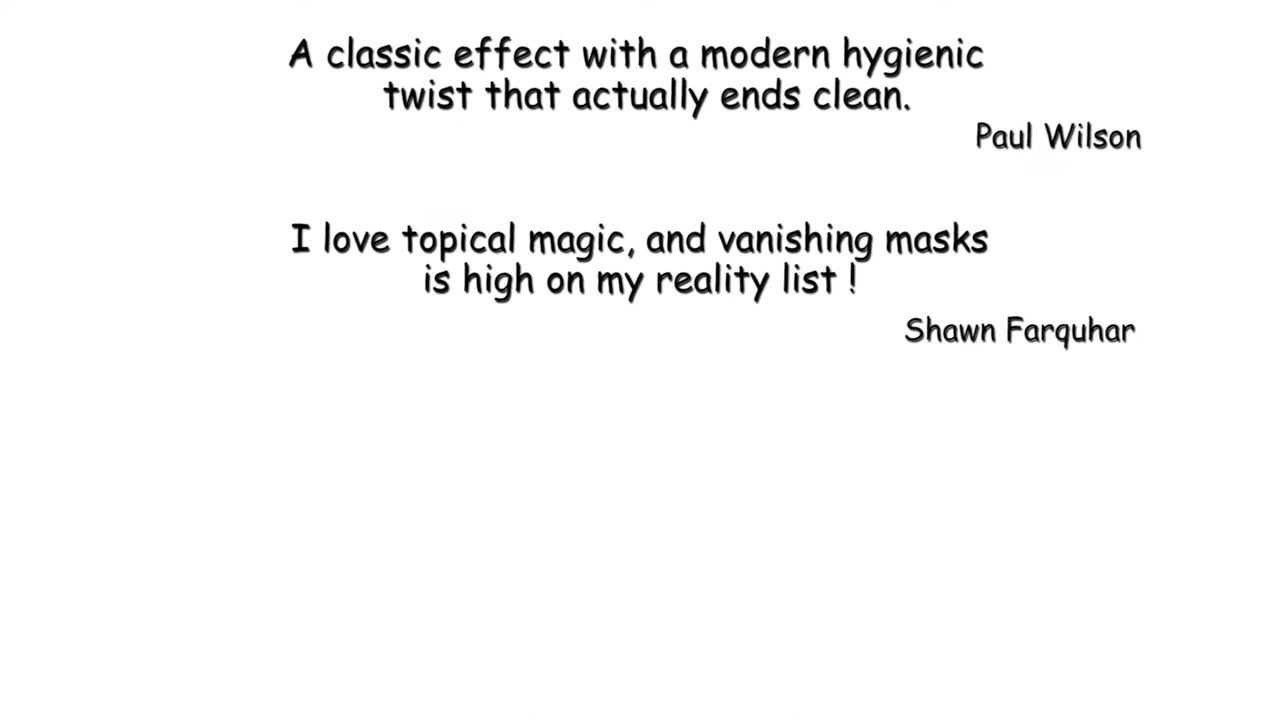 A classic effect with a modern hygienic
twist that actually ends clean.
Paul Wilson
I love topical magic, and vanishing masks
is high on my reality list !
Shawn Farquhar